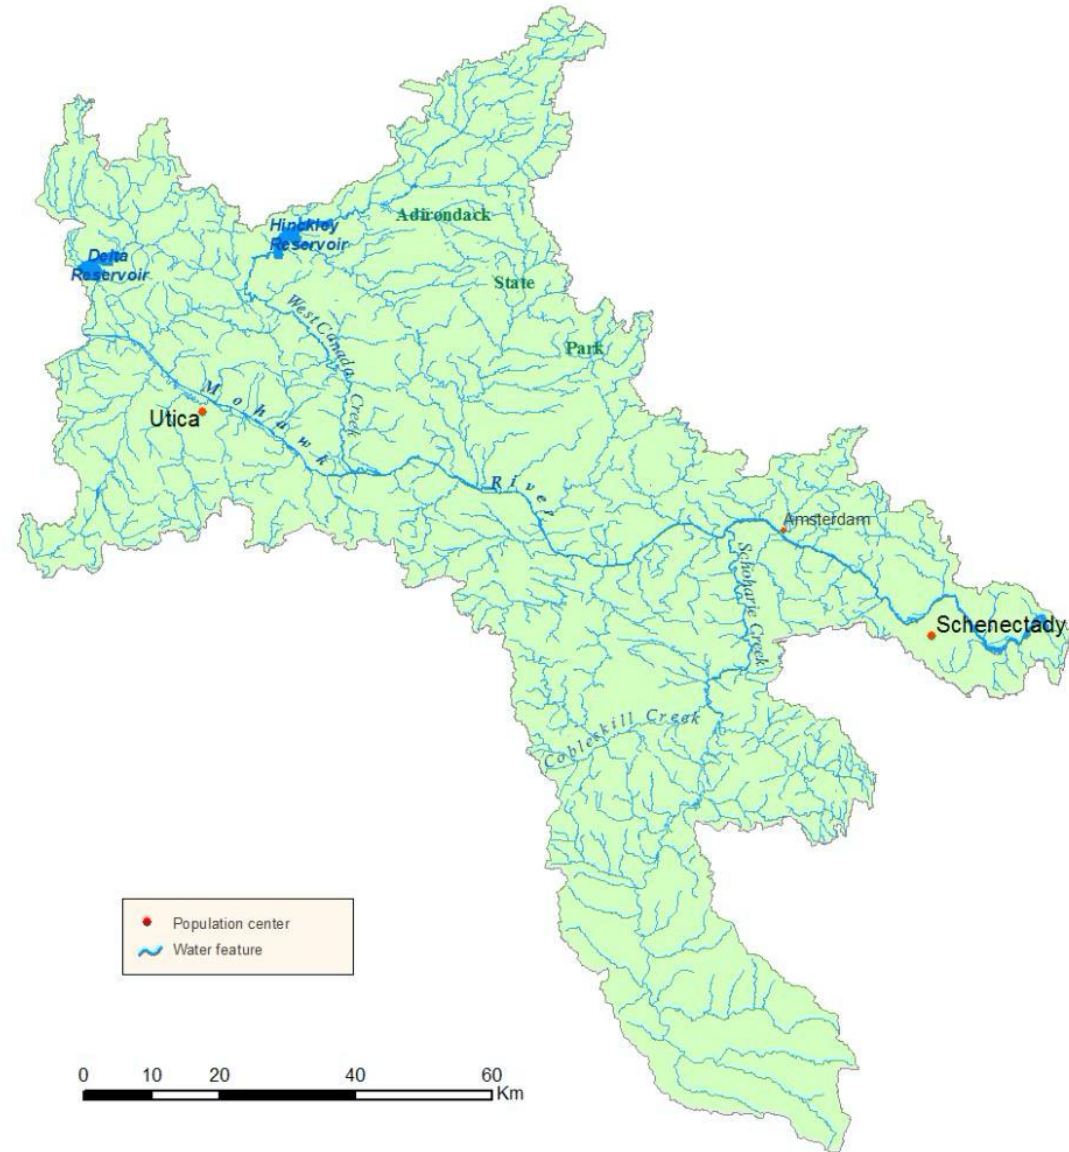 Adirondack
Hinckley
Reservoir
Delta
Reservoir
State
West Canada Creek
Park
Mohawk
Utica
River
Amsterdam
Schoharie Creek
Schenectady
Cobleskill Creek
Population center
Water feature
0 10 20 40 60
Km